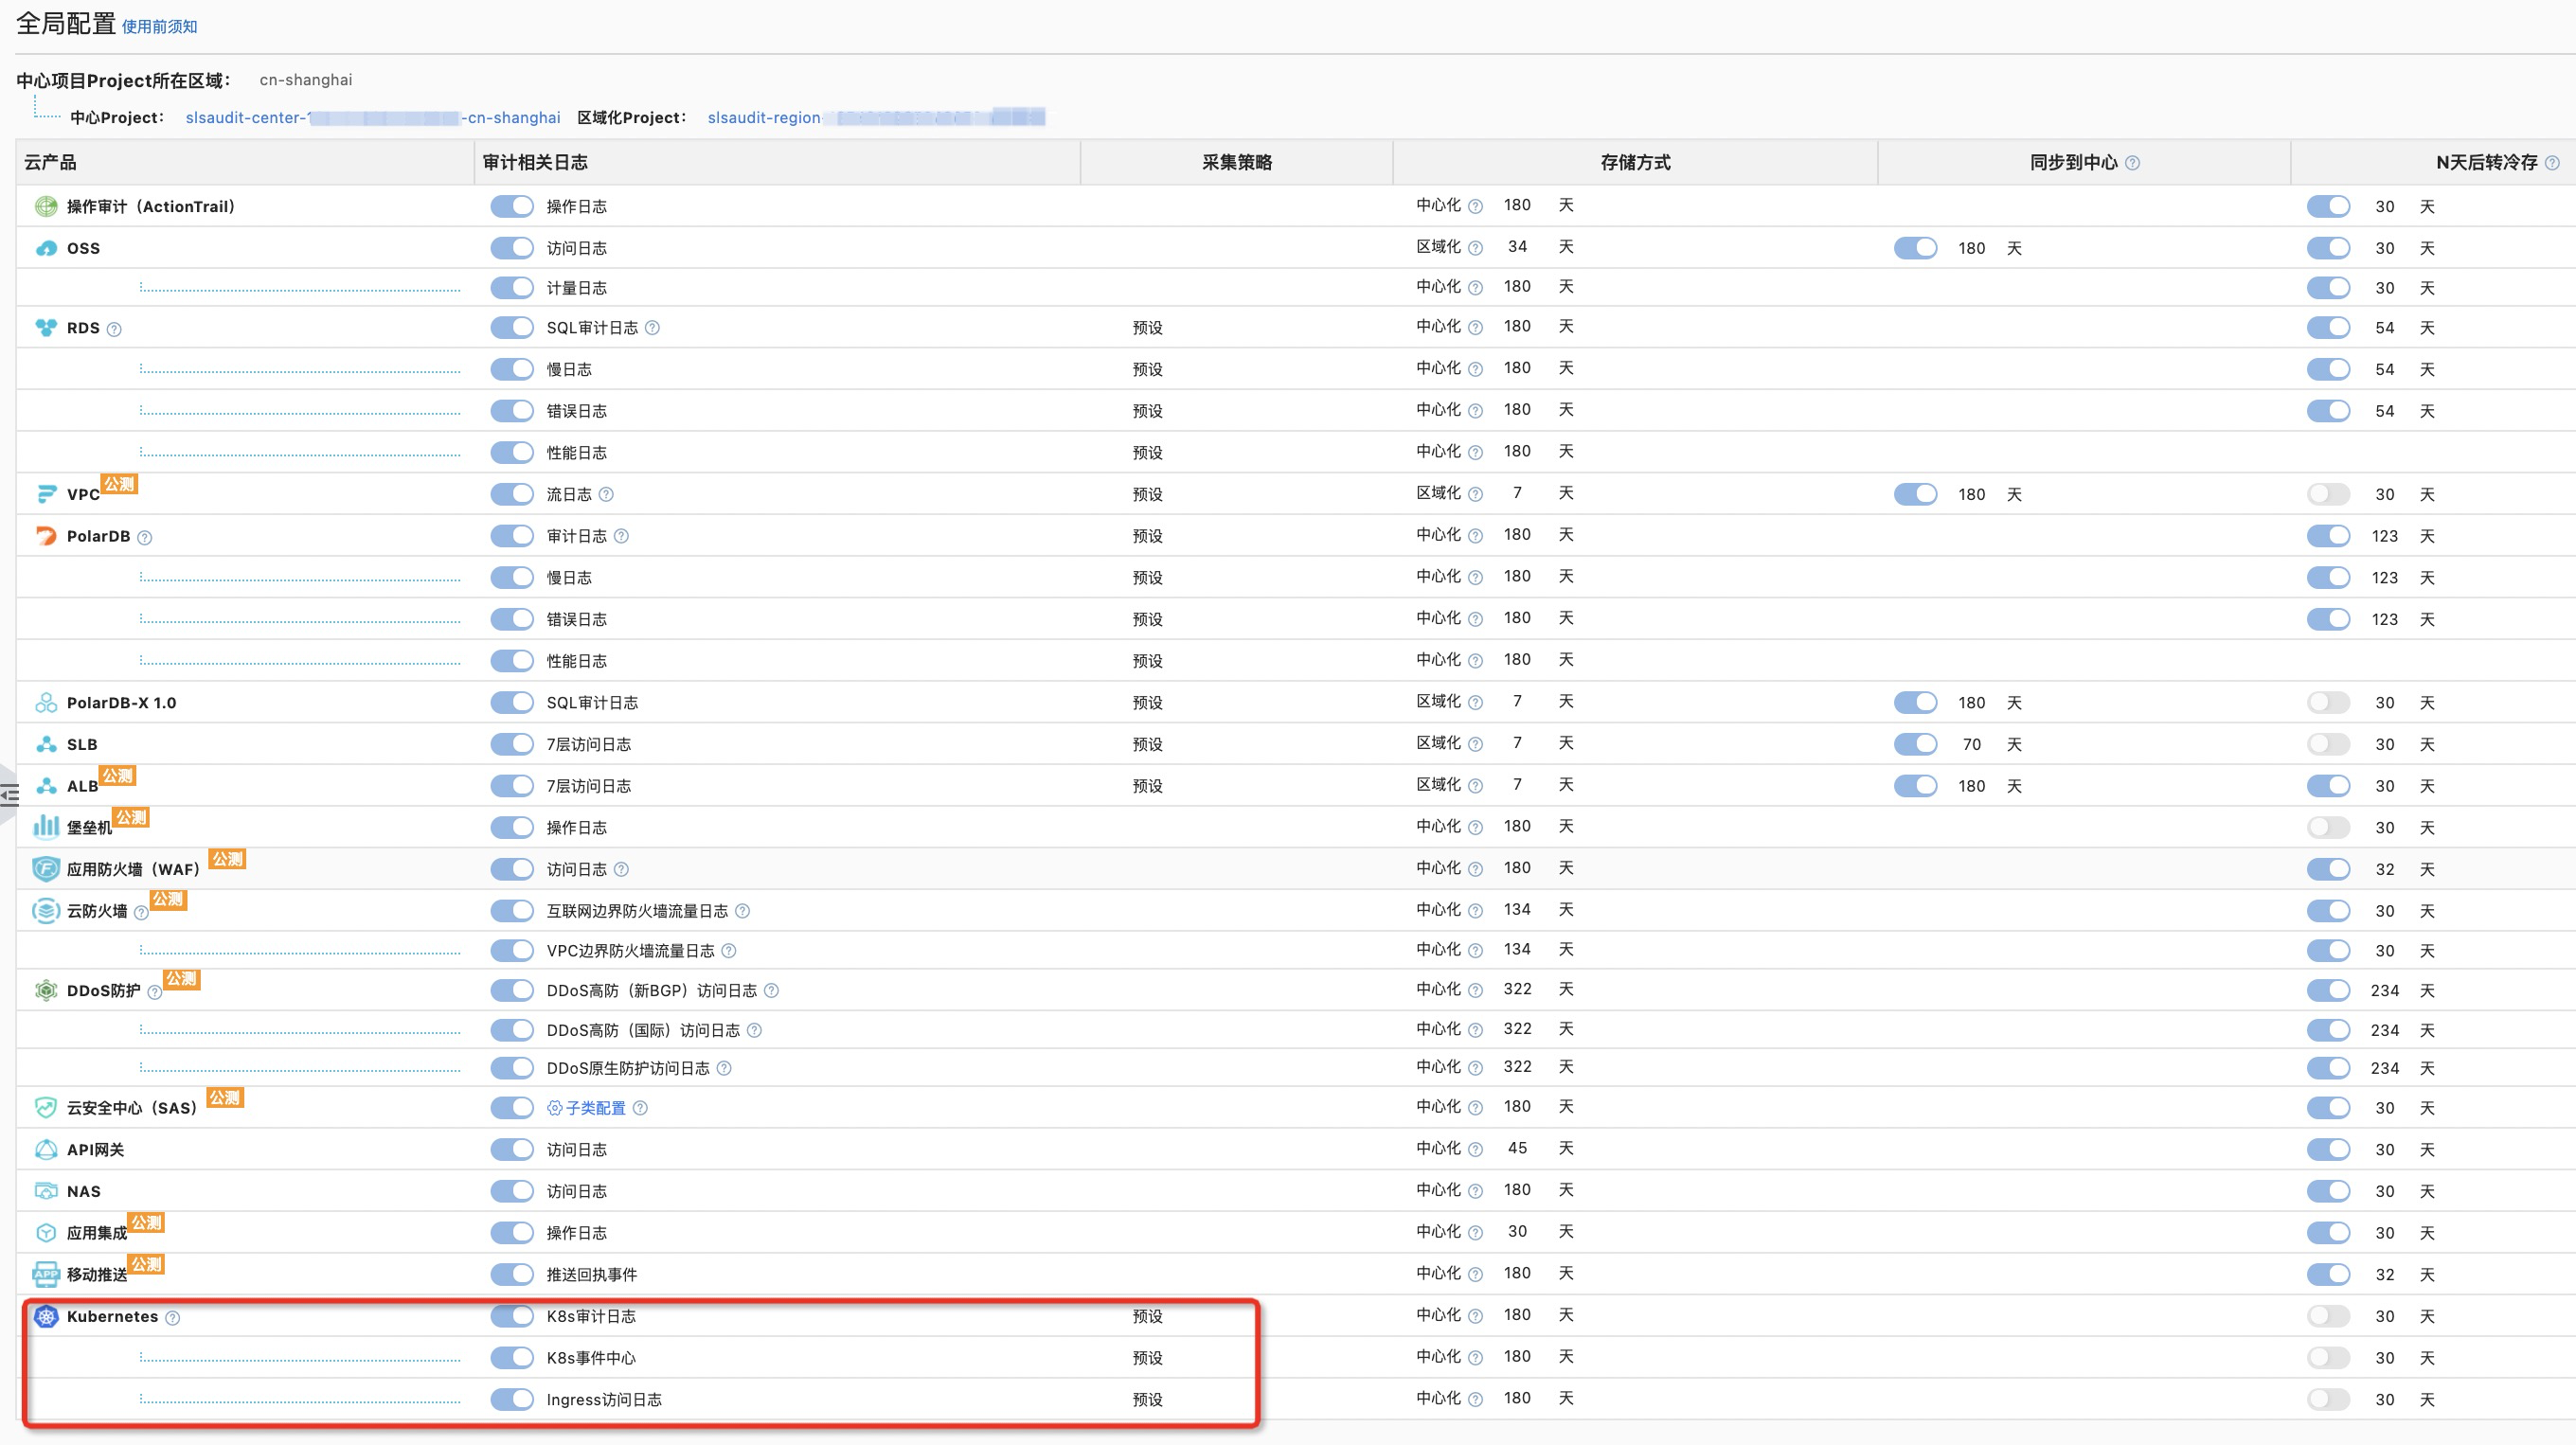 全局配置 使用前须知
中心项目Project所在区域： cn-shanghai
中心Project： slsaudit-center- -cn-shanghai 区域化Project： slsaudit-region-
云产品 审计相关日志 采集策略 存储方式 同步到中心 N天后转冷存
操作审计（ActionTrail） 操作日志 中心化 180 天 30 天
OSS 访问日志 区域化 34 天 180 天 30 天
计量日志 中心化 180 天 30 天
RDS SQL审计日志 预设 中心化 180 天 54 天
慢日志 预设 中心化 180 天 54 天
错误日志 预设 中心化 180 天 54 天
性能日志 预设 中心化 180 天
VPC 公测 流日志 预设 区域化 7 天 180 天 30 天
PolarDB 审计日志 预设 中心化 180 天 123 天
慢日志 预设 中心化 180 天 123 天
错误日志 预设 中心化 180 天 123 天
性能日志 预设 中心化 180 天
PolarDB-X 1.0 SQL审计日志 预设 区域化 7 天 180 天 30 天
SLB 7层访问日志 预设 区域化 7 天 70 天 30 天
ALB 公测 7层访问日志 预设 区域化 7 天 180 天 30 天
堡垒机 公测 操作日志 中心化 180 天 30 天
应用防火墙（WAF） 公测 访问日志 中心化 180 天 32 天
云防火墙 公测 互联网边界防火墙流量日志 中心化 134 天 30 天
VPC边界防火墙流量日志 中心化 134 天 30 天
DDoS防护 公测 DDoS高防（新BGP）访问日志 中心化 322 天 234 天
DDoS高防（国际）访问日志 中心化 322 天 234 天
DDoS原生防护访问日志 中心化 322 天 234 天
云安全中心（SAS） 公测 子类配置 中心化 180 天 30 天
API网关 访问日志 中心化 45 天 30 天
NAS 访问日志 中心化 180 天 30 天
应用集成 公测 操作日志 中心化 30 天 30 天
APP 移动推送 公测 推送回执事件 中心化 180 天 32 天
Kubernetes K8s审计日志 预设 中心化 180 天 30 天
K8s事件中心 预设 中心化 180 天 30 天
Ingress访问日志 预设 中心化 180 天 30 天